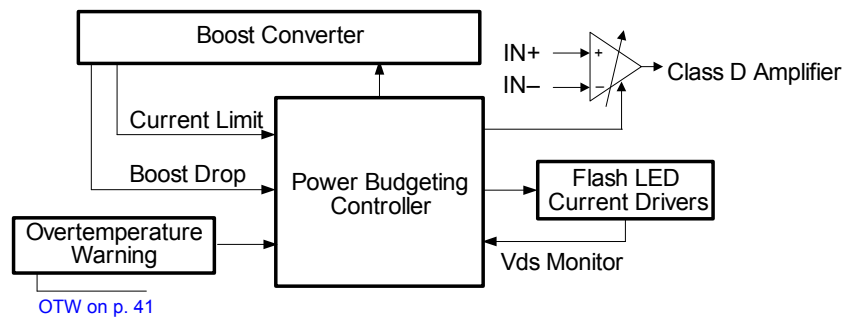 Boost Converter
IN+
+
IN–
–
Class D Amplifier
Current Limit
Boost Drop
Power Budgeting
Controller
Flash LED
Current Drivers
Overtemperature
Warning
Vds Monitor
OTW on p. 41